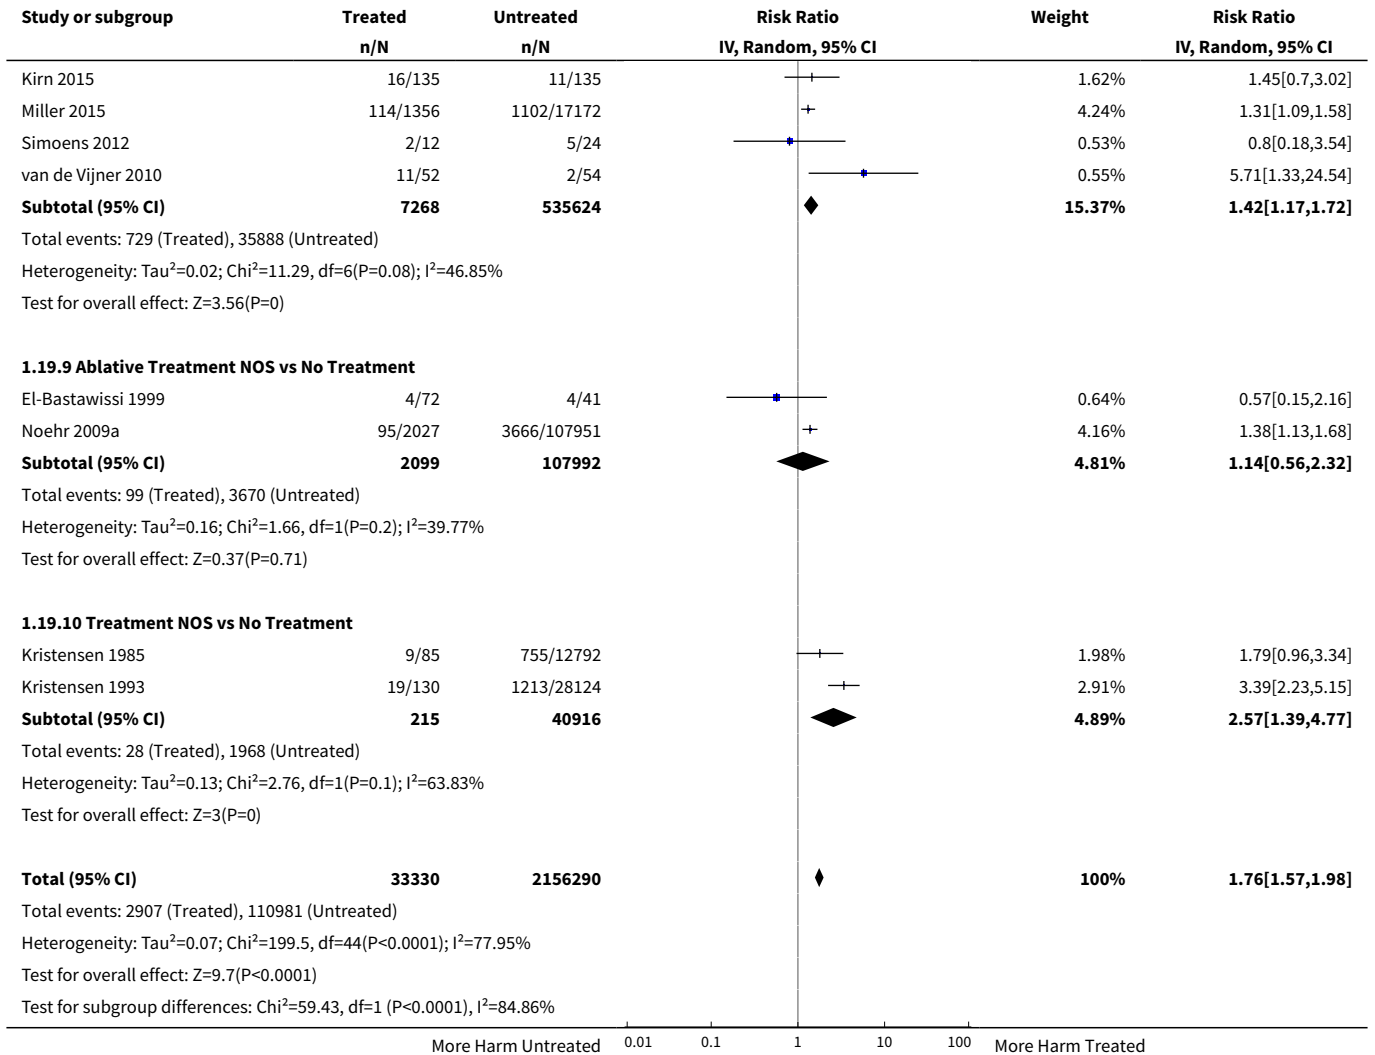 Study or subgroup Treated Untreated Risk Ratio Weight Risk Ratio
n/N n/N IV, Random, 95% CI IV, Random, 95% CI
Kirn 2015 16/135 11/135 1.62% 1.45[0.7,3.02]
Miller 2015 114/1356 1102/17172 4.24% 1.31[1.09,1.58]
Simoens 2012 2/12 5/24 0.53% 0.8[0.18,3.54]
van de Vijner 2010 11/52 2/54 0.55% 5.71[1.33,24.54]
Subtotal (95% CI) 7268 535624 15.37% 1.42[1.17,1.72]
Total events: 729 (Treated), 35888 (Untreated)
Heterogeneity: Tau²=0.02; Chi²=11.29, df=6(P=0.08); I²=46.85%
Test for overall effect: Z=3.56(P=0)
1.19.9 Ablative Treatment NOS vs No Treatment
El-Bastawissi 1999 4/72 4/41 0.64% 0.57[0.15,2.16]
Noehr 2009a 95/2027 3666/107951 4.16% 1.38[1.13,1.68]
Subtotal (95% CI) 2099 107992 4.81% 1.14[0.56,2.32]
Total events: 99 (Treated), 3670 (Untreated)
Heterogeneity: Tau²=0.16; Chi²=1.66, df=1(P=0.2); I²=39.77%
Test for overall effect: Z=0.37(P=0.71)
1.19.10 Treatment NOS vs No Treatment
Kristensen 1985 9/85 755/12792 1.98% 1.79[0.96,3.34]
Kristensen 1993 19/130 1213/28124 2.91% 3.39[2.23,5.15]
Subtotal (95% CI) 215 40916 4.89% 2.57[1.39,4.77]
Total events: 28 (Treated), 1968 (Untreated)
Heterogeneity: Tau²=0.13; Chi²=2.76, df=1(P=0.1); I²=63.83%
Test for overall effect: Z=3(P=0)
Total (95% CI) 33330 2156290 100% 1.76[1.57,1.98]
Total events: 2907 (Treated), 110981 (Untreated)
Heterogeneity: Tau²=0.07; Chi²=199.5, df=44(P<0.0001); I²=77.95%
Test for overall effect: Z=9.7(P<0.0001)
Test for subgroup differences: Chi²=59.43, df=1 (P<0.0001), I²=84.86%
More Harm Untreated 0.01 0.1 1 10 100 More Harm Treated